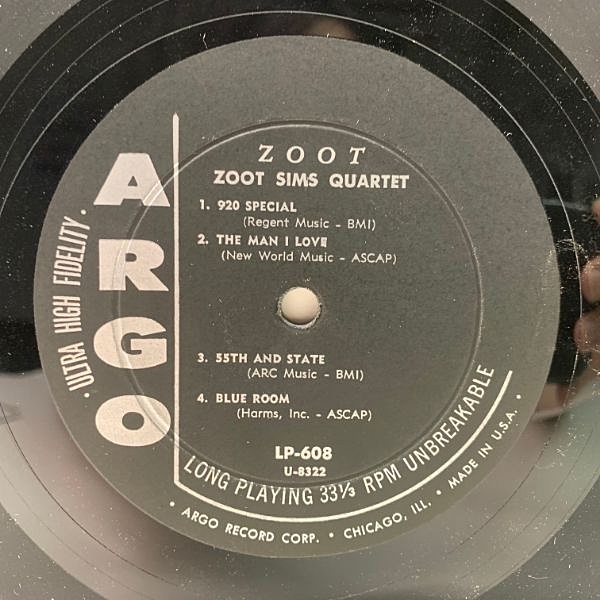 ZOOT
ZOOT SIMS QUARTET
1. 920 SPECIAL
(Regent Music - BMI)
2. THE MAN I LOVE
(New World Music - ASCAP)
3. 55TH AND STATE
(ARC Music - BMI)
4. BLUE ROOM
(Harms, Inc. - ASCAP)
LP-608
U-8322
ARGO
• ULTRA HIGH FIDELITY •
LONG PLAYING 33⅓ RPM UNBREAKABLE
• ARGO RECORD CORP. • CHICAGO, ILL. • MADE IN U.S.A. •